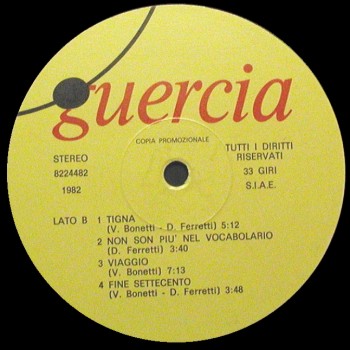 guercia
COPIA PROMOZIONALE
STEREO
8224482
1982
TUTTI I DIRITTI
RISERVATI
33 GIRI
S.I.A.E.
LATO B 1 TIGNA
(V. Bonetti - D. Ferretti) 5:12
2 NON SON PIU' NEL VOCABOLARIO
(D. Ferretti) 3:40
3 VIAGGIO
(V. Bonetti) 7:13
4 FINE SETTECENTO
(V. Bonetti - D. Ferretti) 3:48